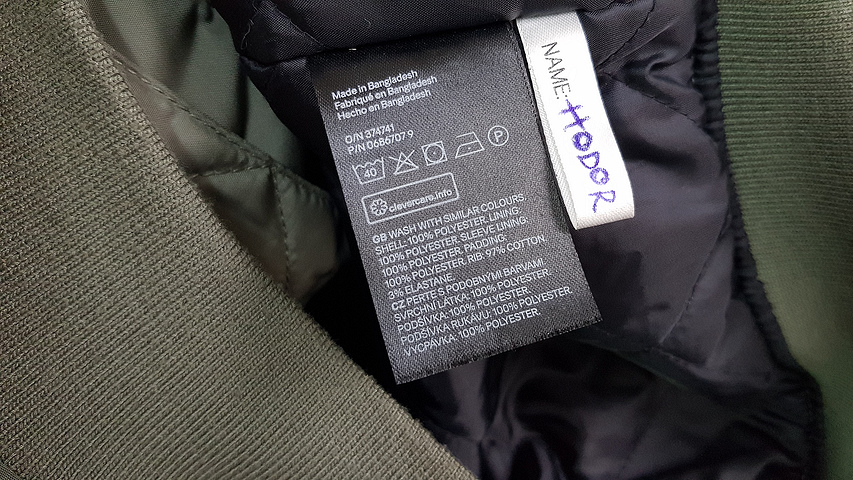 Made in Bangladesh
Fabriqué en Bangladesh
Hecho en Bangladesh
O/N 374741
P/N 0686707 9
40
P
clevercare.info
GB WASH WITH SIMILAR COLOURS
SHELL: 100% POLYESTER. LINING:
100% POLYESTER. SLEEVE LINING:
100% POLYESTER. PADDING:
100% POLYESTER. RIB: 97% COTTON.
3% ELASTANE.
CZ PERTE S PODOBNÝMI BARVAMI.
SVRCHNÍ LÁTKA: 100% POLYESTER.
PODŠÍVKA: 100% POLYESTER.
PODŠÍVKA RUKÁVU: 100% POLYESTER.
VÝCPÁVKA: 100% POLYESTER.
NAME: HODOR